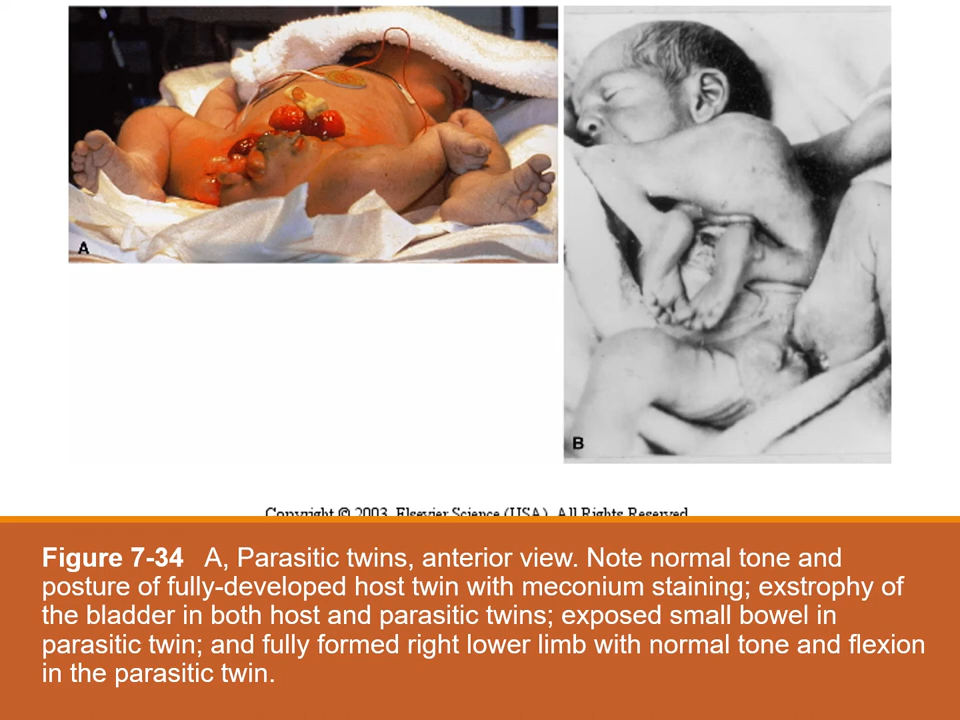 A
B
Copyright © 2003, Elsevier Science (USA). All Rights Reserved.
Figure 7-34 A, Parasitic twins, anterior view. Note normal tone and
posture of fully-developed host twin with meconium staining; exstrophy of
the bladder in both host and parasitic twins; exposed small bowel in
parasitic twin; and fully formed right lower limb with normal tone and flexion
in the parasitic twin.